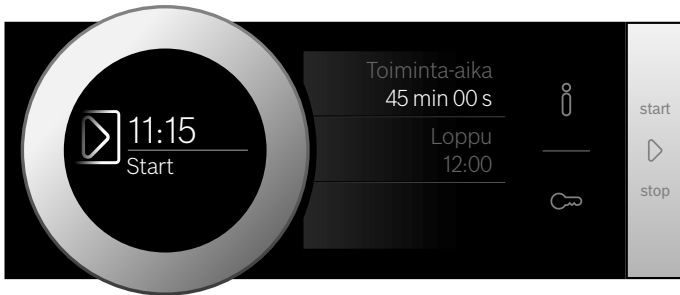 11:15
Start
Toiminta-aika
45 min 00 s
Loppu
12:00
start
stop